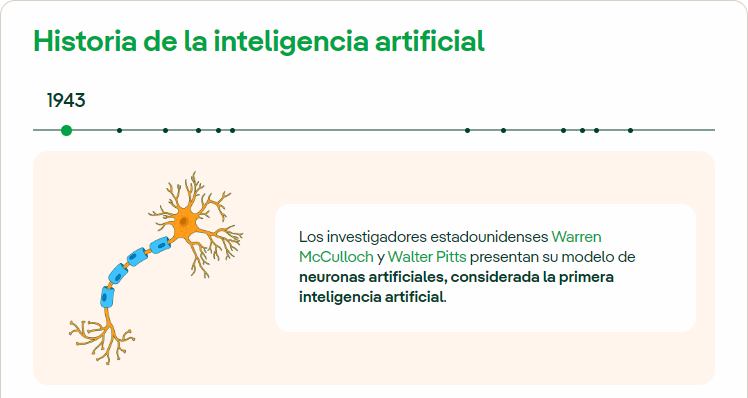 Historia de la inteligencia artificial
1943
Los investigadores estadounidenses Warren
McCulloch y Walter Pitts presentan su modelo de
neuronas artificiales, considerada la primera
inteligencia artificial.